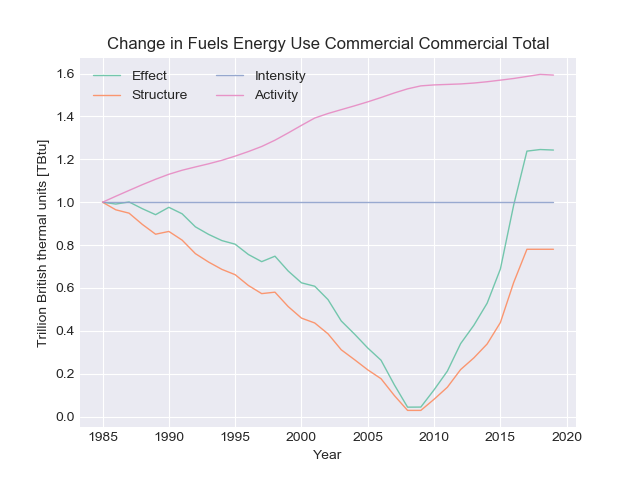 Change in Fuels Energy Use Commercial Commercial Total
Effect
Structure
Intensity
Activity
Trillion British thermal units [TBtu]
1.6
1.4
1.2
1.0
0.8
0.6
0.4
0.2
0.0
1985 1990 1995 2000 2005 2010 2015 2020
Year